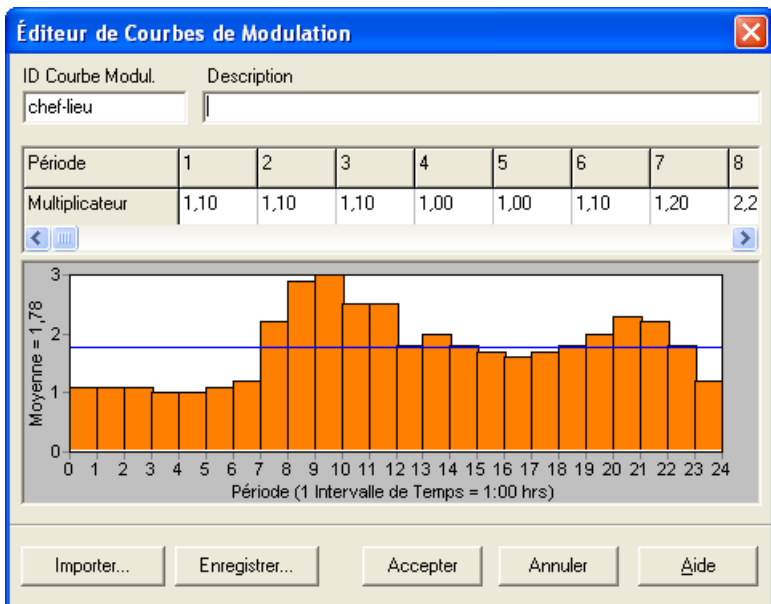 Éditeur de Courbes de Modulation
ID Courbe Modul. Description
chef-lieu
Période 1 2 3 4 5 6 7 8
Multiplicateur 1,10 1,10 1,10 1,00 1,00 1,10 1,20 2,2
Moyenne = 1,78
3
2
1
0
0 1 2 3 4 5 6 7 8 9 10 11 12 13 14 15 16 17 18 19 20 21 22 23 24
Période (1 Intervalle de Temps = 1:00 hrs)
Importer... Enregistrer... Accepter Annuler Aide